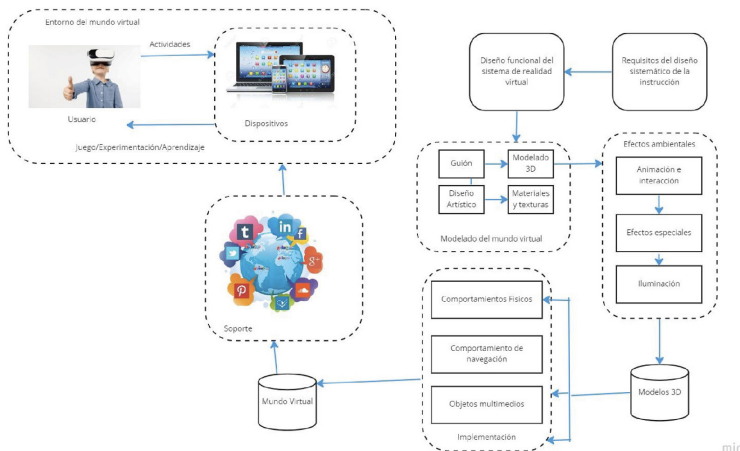 Entorno del mundo virtual
Actividades
Usuario
Dispositivos
Juego/Experimentación/Aprendizaje
Diseño funcional del
sistema de realidad
virtual
Requisitos del diseño
sistemático de la
instrucción
Guión
Modelado
3D
Diseño
Artístico
Materiales
y texturas
Modelado del mundo virtual
Efectos ambientales
Animación e
interacción
Efectos especiales
Iluminación
t
in
f
g+
P
Soporte
Comportamientos Físicos
Comportamiento de
navegación
Objetos multimedios
Implementación
Mundo Virtual
Modelos 3D